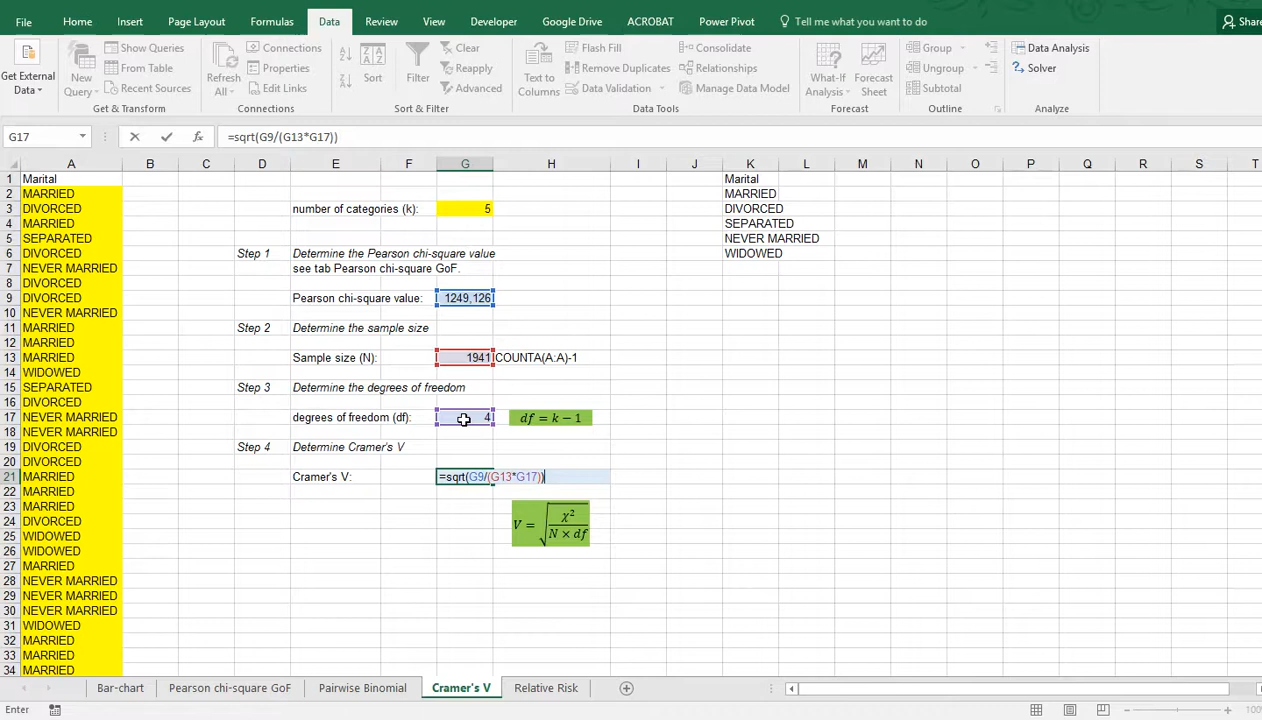 File Home Insert Page Layout Formulas Data Review View Developer Google Drive ACROBAT Power Pivot Tell me what you want to do Share
Get External Data
New Query
Show Queries
From Table
Recent Sources
Get & Transform
Refresh All
Connections
Properties
Edit Links
Connections
Sort
Filter
Clear
Reapply
Advanced
Sort & Filter
Text to Columns
Flash Fill
Remove Duplicates
Data Validation
Consolidate
Relationships
Manage Data Model
Data Tools
What-If Analysis
Forecast Sheet
Forecast
Group
Ungroup
Subtotal
Outline
Data Analysis
Solver
Analyze
G17 fx =sqrt(G9/(G13*G17))
A B C D E F G H I J K L M N O P Q R S T
1 Marital Marital
2 MARRIED MARRIED
3 DIVORCED number of categories (k): 5 DIVORCED
4 MARRIED SEPARATED
5 SEPARATED NEVER MARRIED
6 DIVORCED Step 1 Determine the Pearson chi-square value WIDOWED
7 NEVER MARRIED see tab Pearson chi-square GoF.
8 DIVORCED
9 DIVORCED Pearson chi-square value: 1249,126
10 NEVER MARRIED
11 MARRIED Step 2 Determine the sample size
12 MARRIED
13 MARRIED Sample size (N): 1941 COUNTA(A:A)-1
14 WIDOWED
15 SEPARATED Step 3 Determine the degrees of freedom
16 DIVORCED
17 NEVER MARRIED degrees of freedom (df): 4 df = k − 1
18 NEVER MARRIED
19 DIVORCED Step 4 Determine Cramer's V
20 DIVORCED
21 MARRIED Cramer's V: =sqrt(G9/(G13*G17))
22 MARRIED
23 MARRIED
24 DIVORCED V = √(χ² / (N × df))
25 WIDOWED
26 WIDOWED
27 MARRIED
28 NEVER MARRIED
29 NEVER MARRIED
30 NEVER MARRIED
31 WIDOWED
32 MARRIED
33 MARRIED
34 MARRIED
Bar-chart Pearson chi-square GoF Pairwise Binomial Cramer's V Relative Risk
Enter 100